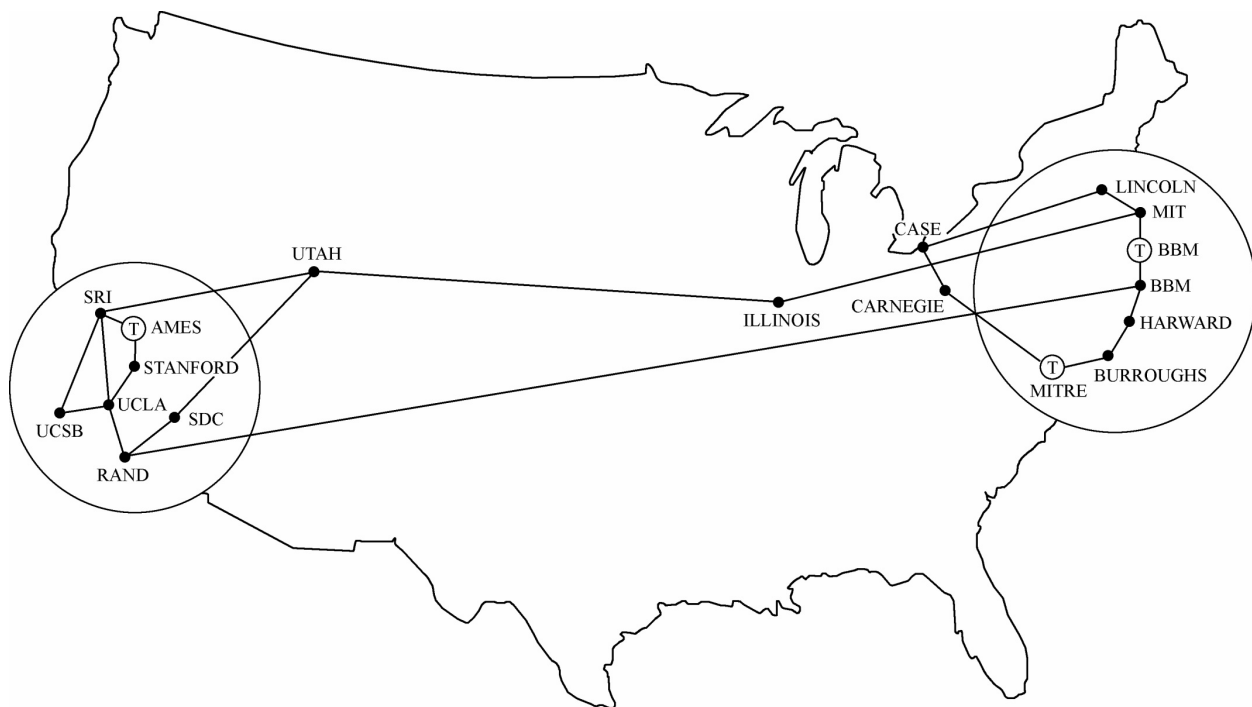 LINCOLN
MIT
CASE
T BBM
UTAH
BBM
SRI
CARNEGIE
ILLINOIS
HARWARD
T AMES
STANFORD
T
BURROUGHS
MITRE
UCLA
SDC
UCSB
RAND